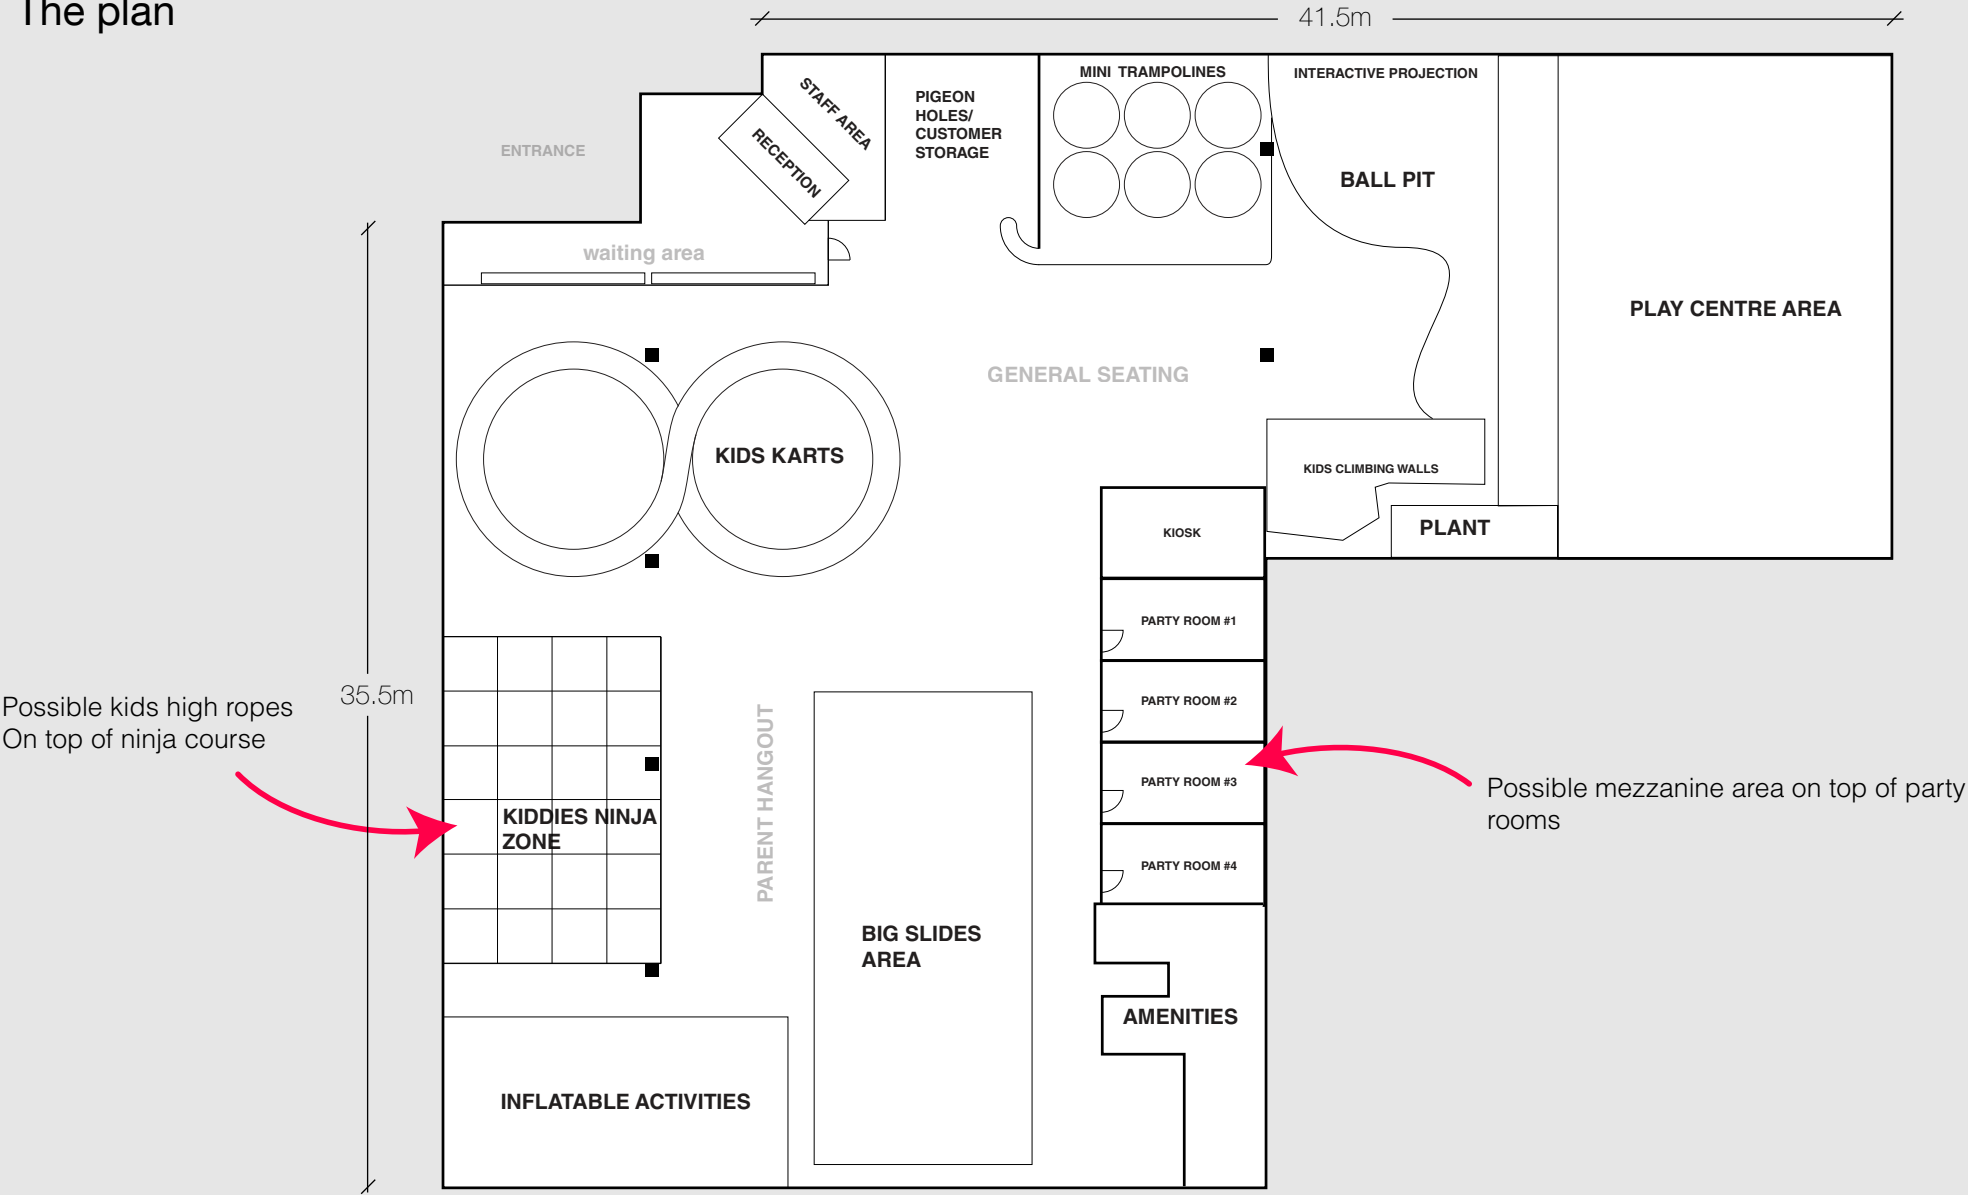 The plan
41.5m
MINI TRAMPOLINES
INTERACTIVE PROJECTION
STAFF AREA
PIGEON
HOLES/
CUSTOMER
STORAGE
RECEPTION
ENTRANCE
BALL PIT
waiting area
PLAY CENTRE AREA
GENERAL SEATING
KIDS KARTS
KIDS CLIMBING WALLS
KIOSK
PLANT
PARTY ROOM #1
Possible kids high ropes
On top of ninja course
35.5m
PARTY ROOM #2
PARENT HANGOUT
PARTY ROOM #3
Possible mezzanine area on top of party
rooms
KIDDIES NINJA
ZONE
PARTY ROOM #4
BIG SLIDES
AREA
AMENITIES
INFLATABLE ACTIVITIES